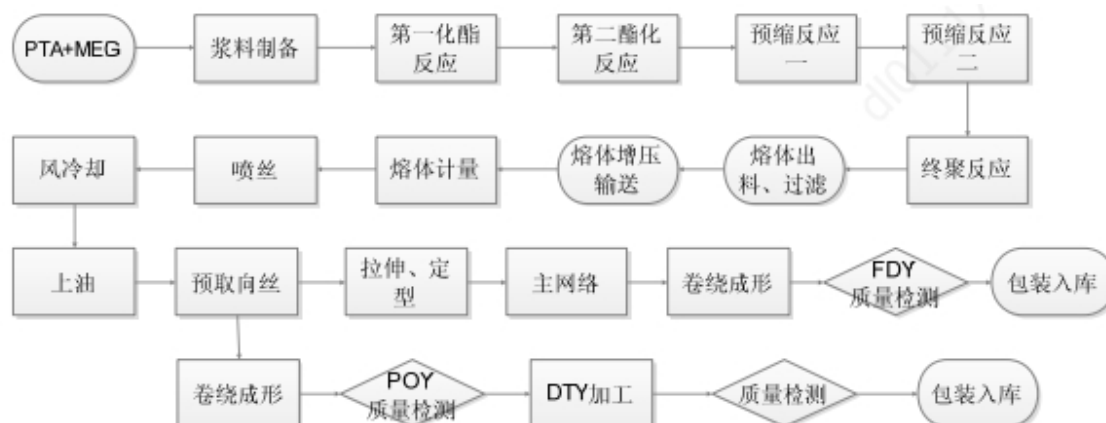 PTA+MEG
浆料制备
第一化酯
反应
第二酯化
反应
预缩反应
一
预缩反应
二
终聚反应
熔体出
料、过滤
熔体增压
输送
熔体计量
喷丝
风冷却
上油
预取向丝
拉伸、定
型
主网络
卷绕成形
FDY
质量检测
包装入库
卷绕成形
POY
质量检测
DTY加工
质量检测
包装入库